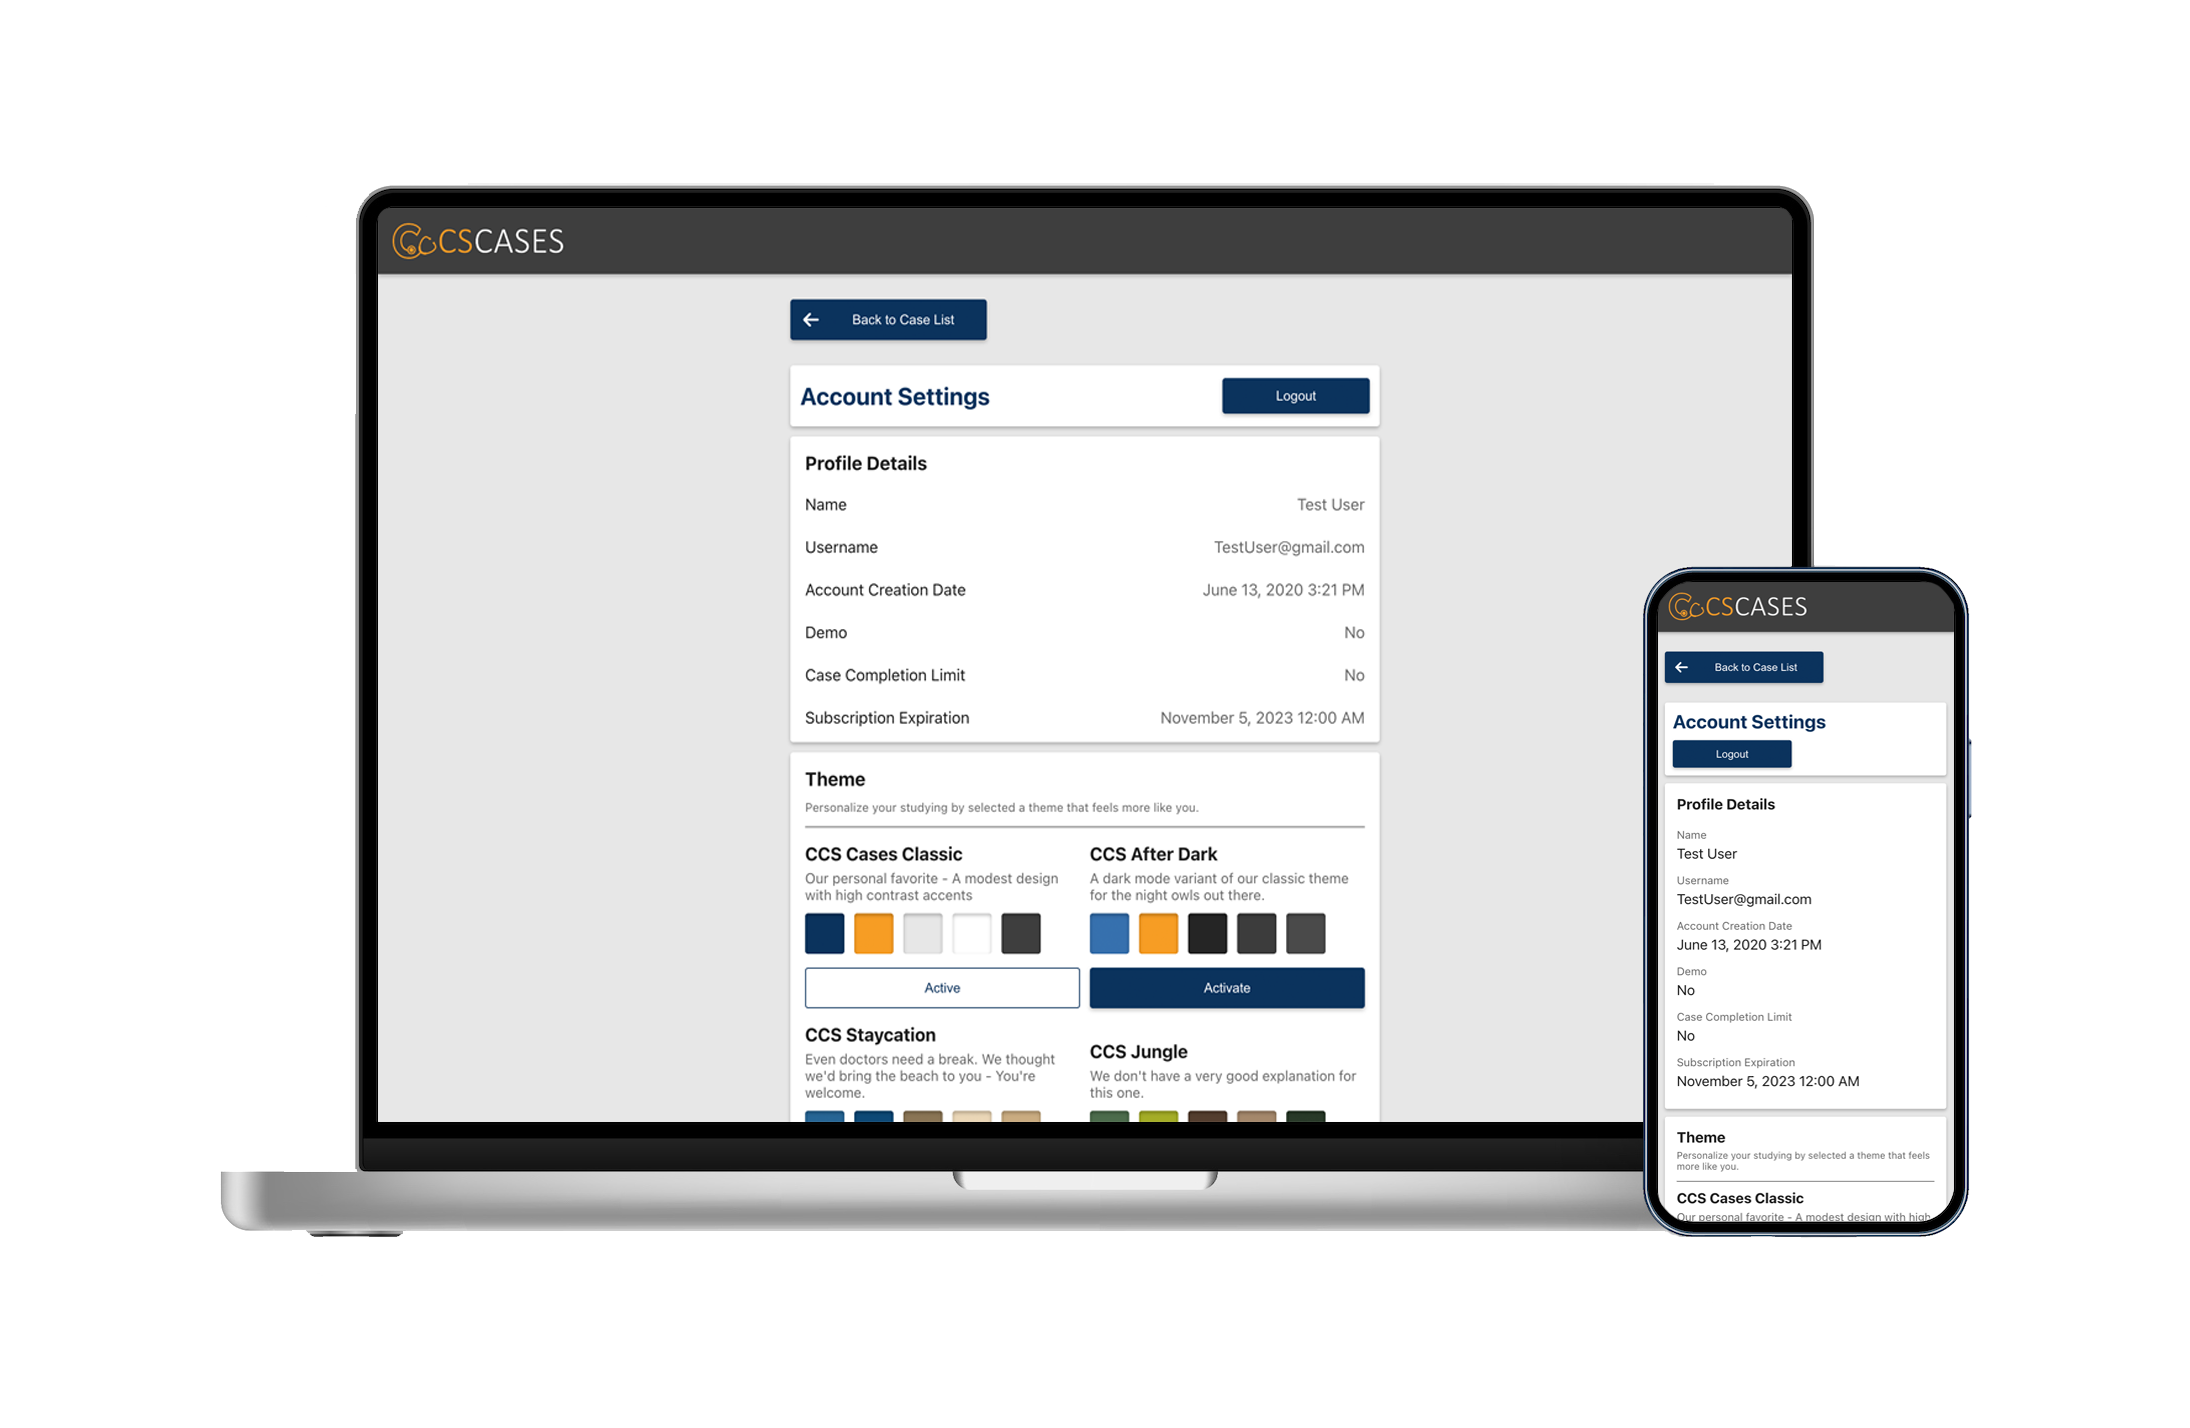 CCSCASES
Back to Case List
Account Settings
Logout
Profile Details
Name
Test User
Username
TestUser@gmail.com
Account Creation Date
June 13, 2020 3:21 PM
Demo
No
Case Completion Limit
No
Subscription Expiration
November 5, 2023 12:00 AM
Theme
Personalize your studying by selected a theme that feels more like you.
CCS Cases Classic
Our personal favorite - A modest design
with high contrast accents
Active
CCS After Dark
A dark mode variant of our classic theme
for the night owls out there.
Activate
CCS Staycation
Even doctors need a break. We thought
we'd bring the beach to you - You're
welcome.
CCS Jungle
We don't have a very good explanation for
this one.
CCSCASES
Back to Case List
Account Settings
Logout
Profile Details
Name
Test User
Username
TestUser@gmail.com
Account Creation Date
June 13, 2020 3:21 PM
Demo
No
Case Completion Limit
No
Subscription Expiration
November 5, 2023 12:00 AM
Theme
Personalize your studying by selected a theme that feels
more like you.
CCS Cases Classic
Our personal favorite - A modest design with high